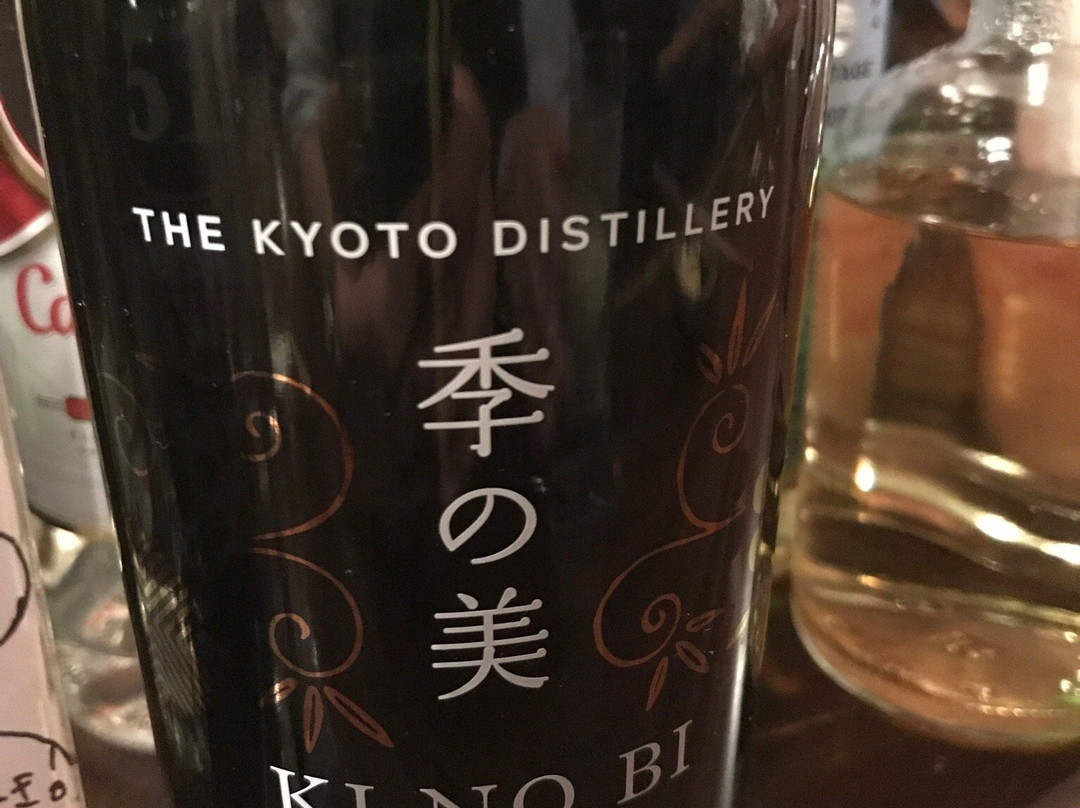 THE KYOTO DISTILLERY
季の美
KI NO BI